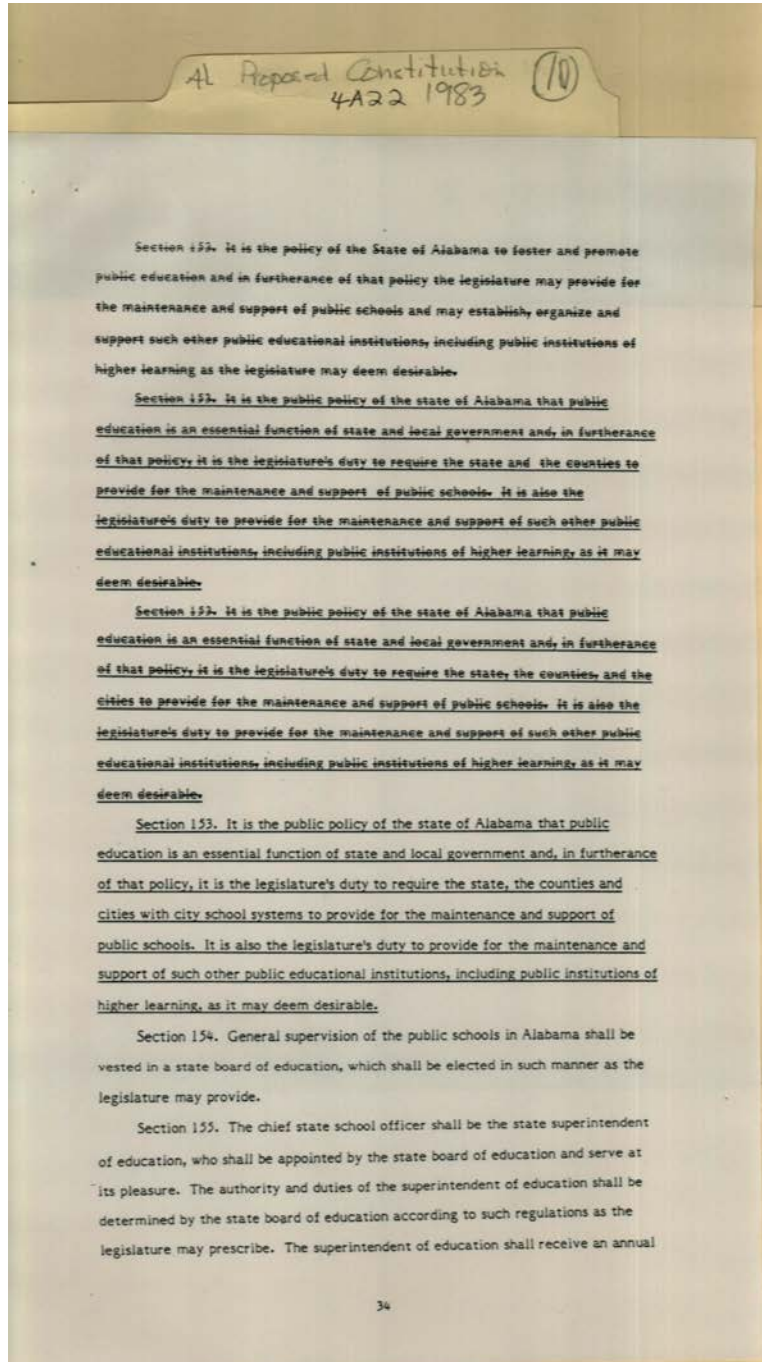 AL Proposed Constitution (10)
4A22 1983
Section 153. It is the policy of the State of Alabama to foster and promote
public education and in furtherance of that policy the legislature may provide for
the maintenance and support of public schools and may establish, organize and
support such other public educational institutions, including public institutions of
higher learning as the legislature may deem desirable.
Section 153. It is the public policy of the state of Alabama that public
education is an essential function of state and local government and, in furtherance
of that policy, it is the legislature's duty to require the state and the counties to
provide for the maintenance and support of public schools. It is also the
legislature's duty to provide for the maintenance and support of such other public
educational institutions, including public institutions of higher learning, as it may
deem desirable.
Section 153. It is the public policy of the state of Alabama that public
education is an essential function of state and local government and, in furtherance
of that policy, it is the legislature's duty to require the state, the counties, and the
cities to provide for the maintenance and support of public schools. It is also the
legislature's duty to provide for the maintenance and support of such other public
educational institutions, including public institutions of higher learning, as it may
deem desirable.
Section 153. It is the public policy of the state of Alabama that public
education is an essential function of state and local government and, in furtherance
of that policy, it is the legislature's duty to require the state, the counties and
cities with city school systems to provide for the maintenance and support of
public schools. It is also the legislature's duty to provide for the maintenance and
support of such other public educational institutions, including public institutions of
higher learning, as it may deem desirable.
Section 154. General supervision of the public schools in Alabama shall be
vested in a state board of education, which shall be elected in such manner as the
legislature may provide.
Section 155. The chief state school officer shall be the state superintendent
of education, who shall be appointed by the state board of education and serve at
its pleasure. The authority and duties of the superintendent of education shall be
determined by the state board of education according to such regulations as the
legislature may prescribe. The superintendent of education shall receive an annual
34